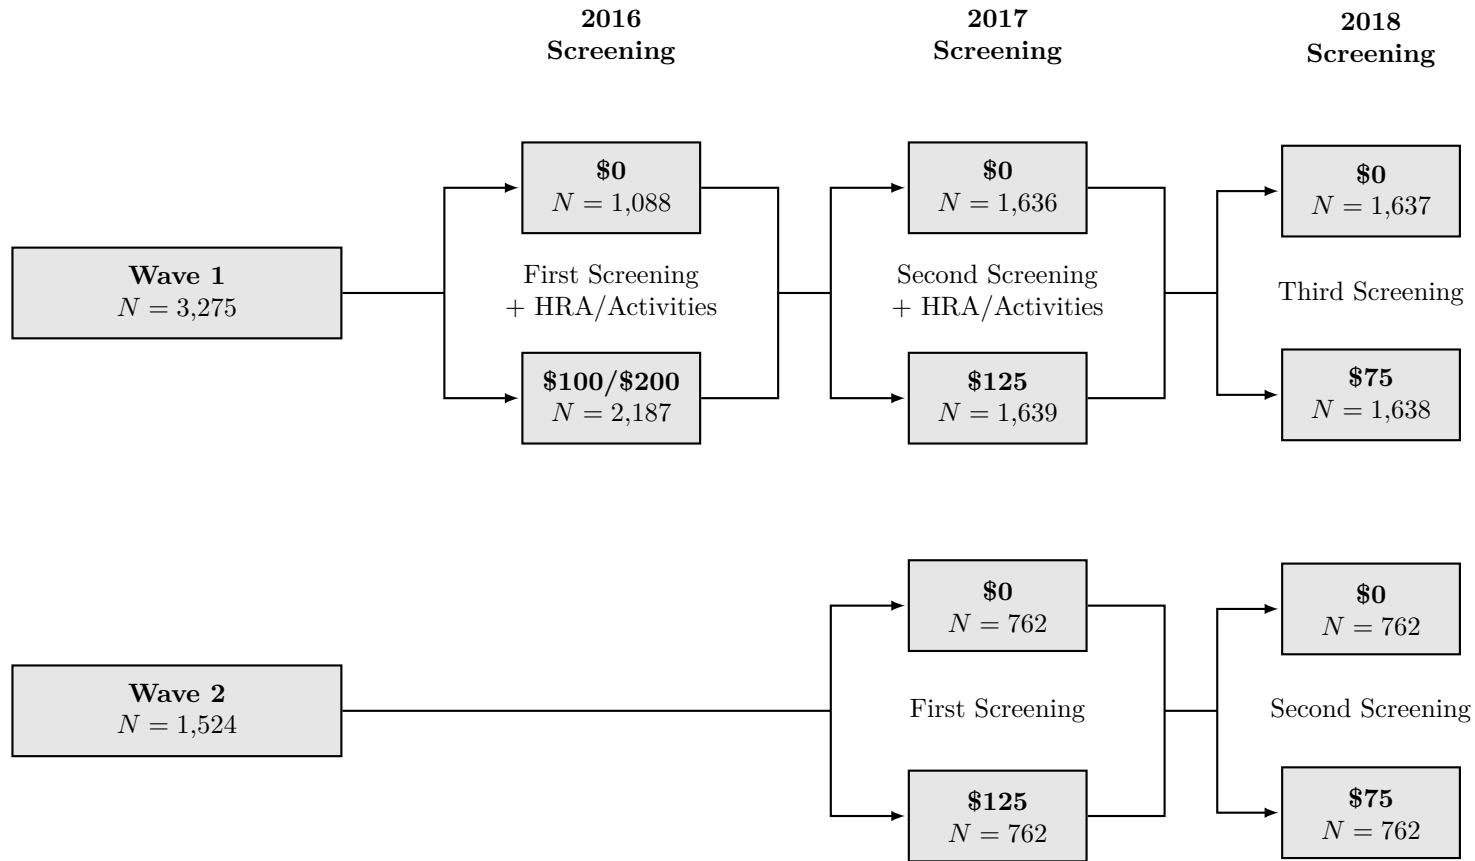 2016
Screening
2017
Screening
2018
Screening
$0
N = 1,088
$0
N = 1,636
$0
N = 1,637
Wave 1
N = 3,275
First Screening
+ HRA/Activities
Second Screening
+ HRA/Activities
Third Screening
$100/$200
N = 2,187
$125
N = 1,639
$75
N = 1,638
$0
N = 762
$0
N = 762
Wave 2
N = 1,524
First Screening
Second Screening
$125
N = 762
$75
N = 762